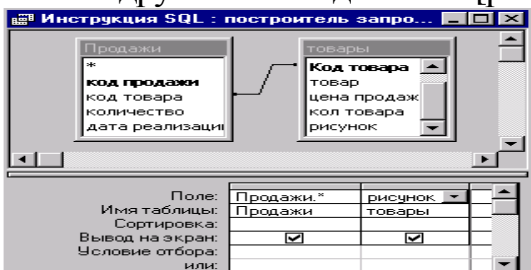 Инструкция SQL : построитель запро...
Продажи
*
код продажи
код товара
количество
дата реализаци
товары
Код товара
товар
цена продаж
кол товара
рисунок
Поле: Продажи.* рисунок
Имя таблицы: Продажи товары
Сортировка:
Вывод на экран:
Условие отбора:
или: